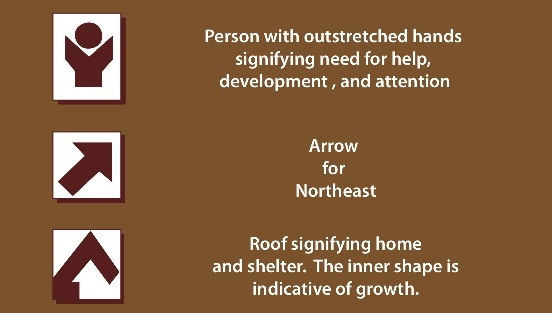 Person with outstretched hands
signifying need for help,
development , and attention
Arrow
for
Northeast
Roof signifying home
and shelter. The inner shape is
indicative of growth.